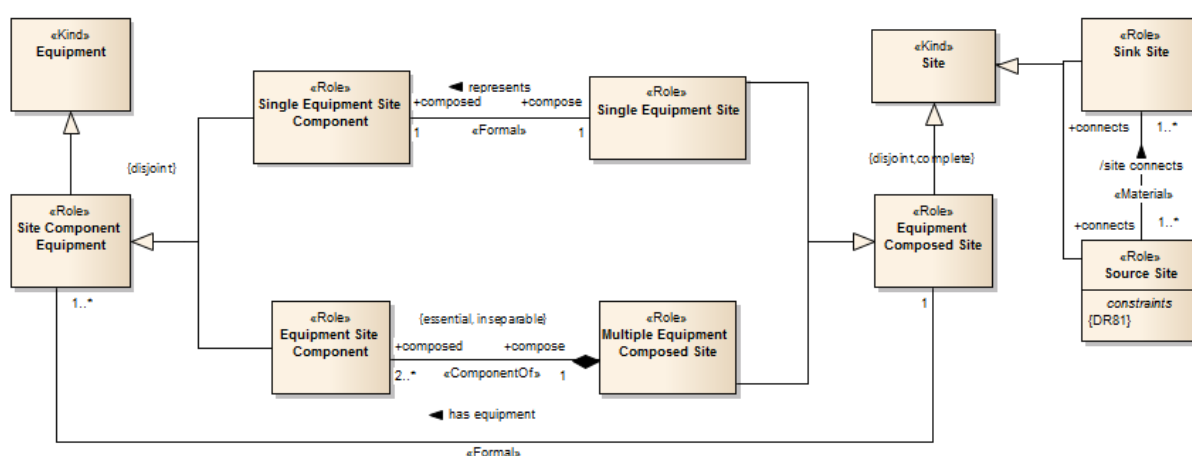 «Kind»
Equipment
«Role»
Single Equipment Site
Component
represents
+composed
+compose
1
«Formal»
1
«Role»
Single Equipment Site
«Kind»
Site
«Role»
Sink Site
+connects
1..*
/site connects
«Material»
+connects
1..*
«Role»
Source Site
constraints
{DR81}
{disjoint}
{disjoint,complete}
«Role»
Site Component
Equipment
1..*
«Role»
Equipment
Composed Site
1
«Role»
Equipment Site
Component
{essential, inseparable}
+composed
+compose
2..*
«ComponentOf»
1
«Role»
Multiple Equipment
Composed Site
has equipment
«Formal»